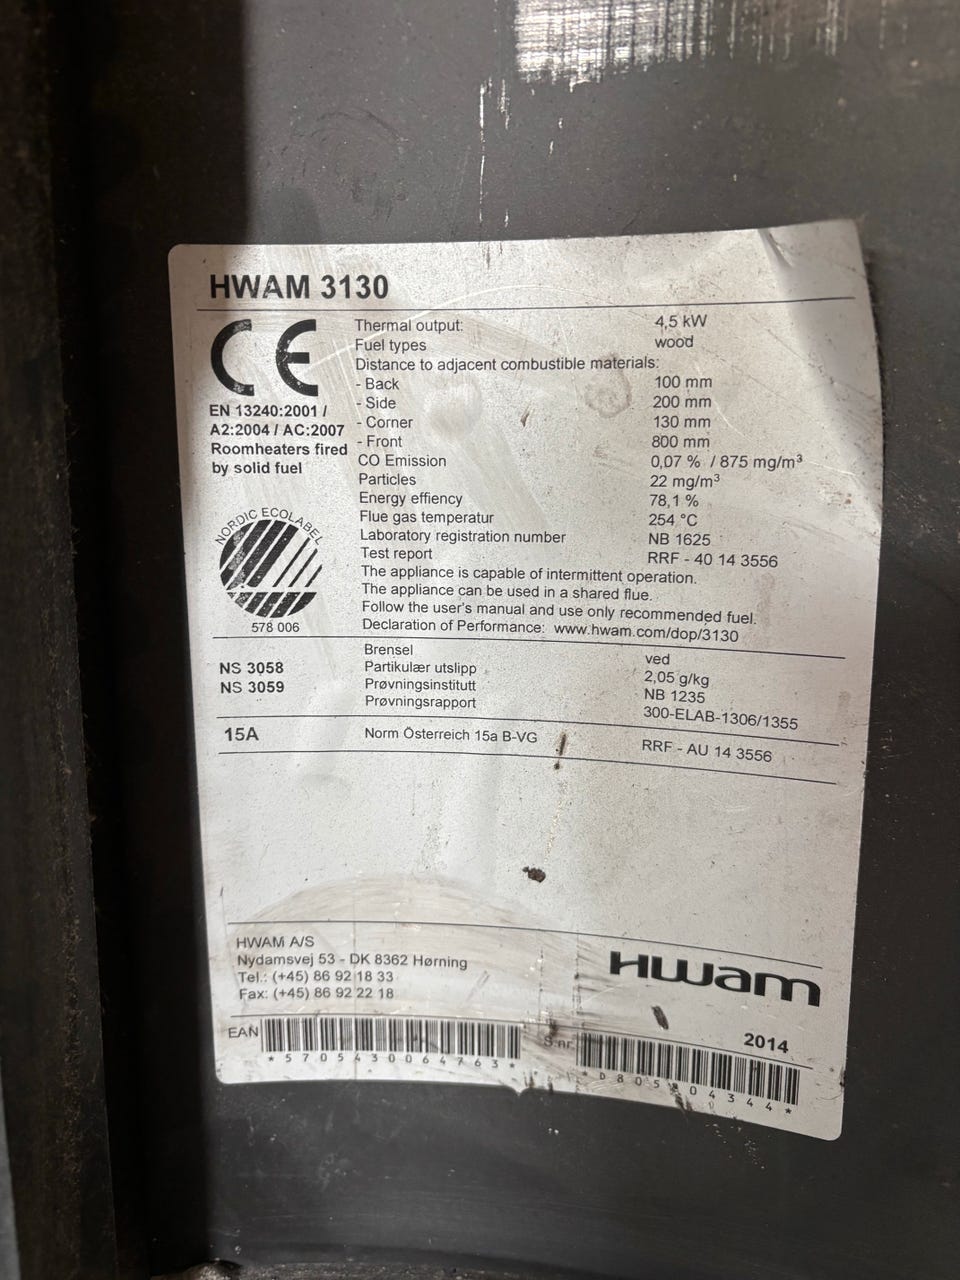 HWAM 3130
CE
EN 13240:2001 /
A2:2004 / AC:2007
Roomheaters fired
by solid fuel
NORDIC ECOLABEL
578 006
Thermal output: 4,5 kW
Fuel types wood
Distance to adjacent combustible materials:
- Back 100 mm
- Side 200 mm
- Corner 130 mm
- Front 800 mm
CO Emission 0,07 % / 875 mg/m³
Particles 22 mg/m³
Energy effiency 78,1 %
Flue gas temperatur 254 °C
Laboratory registration number NB 1625
Test report RRF - 40 14 3556
The appliance is capable of intermittent operation.
The appliance can be used in a shared flue.
Follow the user's manual and use only recommended fuel.
Declaration of Performance: www.hwam.com/dop/3130
NS 3058
NS 3059
Brensel ved
Partikulær utslipp 2,05 g/kg
Prøvningsinstitutt NB 1235
Prøvningsrapport 300-ELAB-1306/1355
15A Norm Österreich 15a B-VG RRF - AU 14 3556
HWAM A/S
Nydamsvej 53 - DK 8362 Hørning
Tel.: (+45) 86 92 18 33
Fax: (+45) 86 92 22 18
HWAM
2014
EAN
*5705430064763*
S.nr.